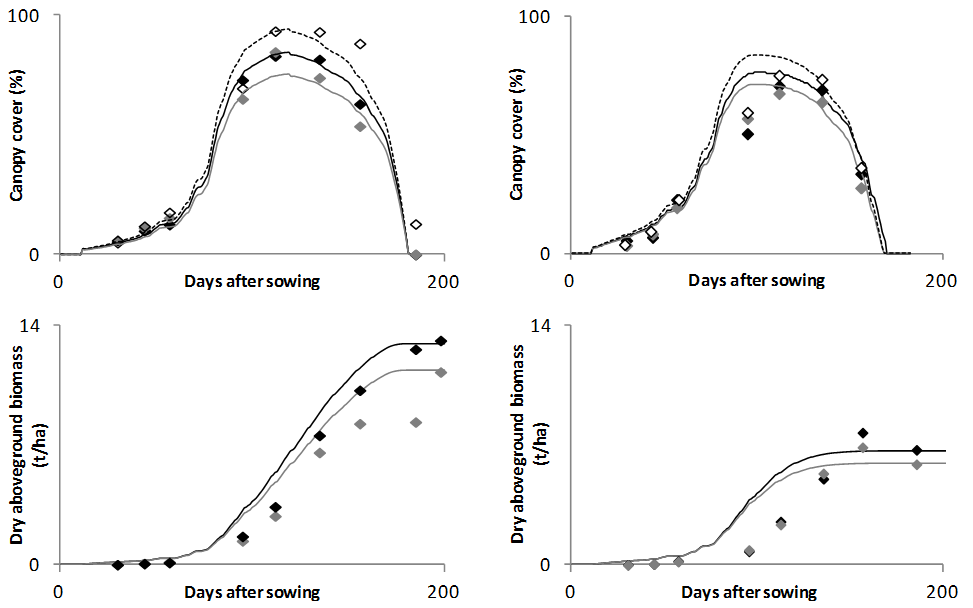 100
Canopy cover (%)
0
0
Days after sowing
200
100
Canopy cover (%)
0
0
Days after sowing
200
14
Dry aboveground biomass
(t/ha)
0
0
Days after sowing
200
14
Dry aboveground biomass
(t/ha)
0
0
Days after sowing
200